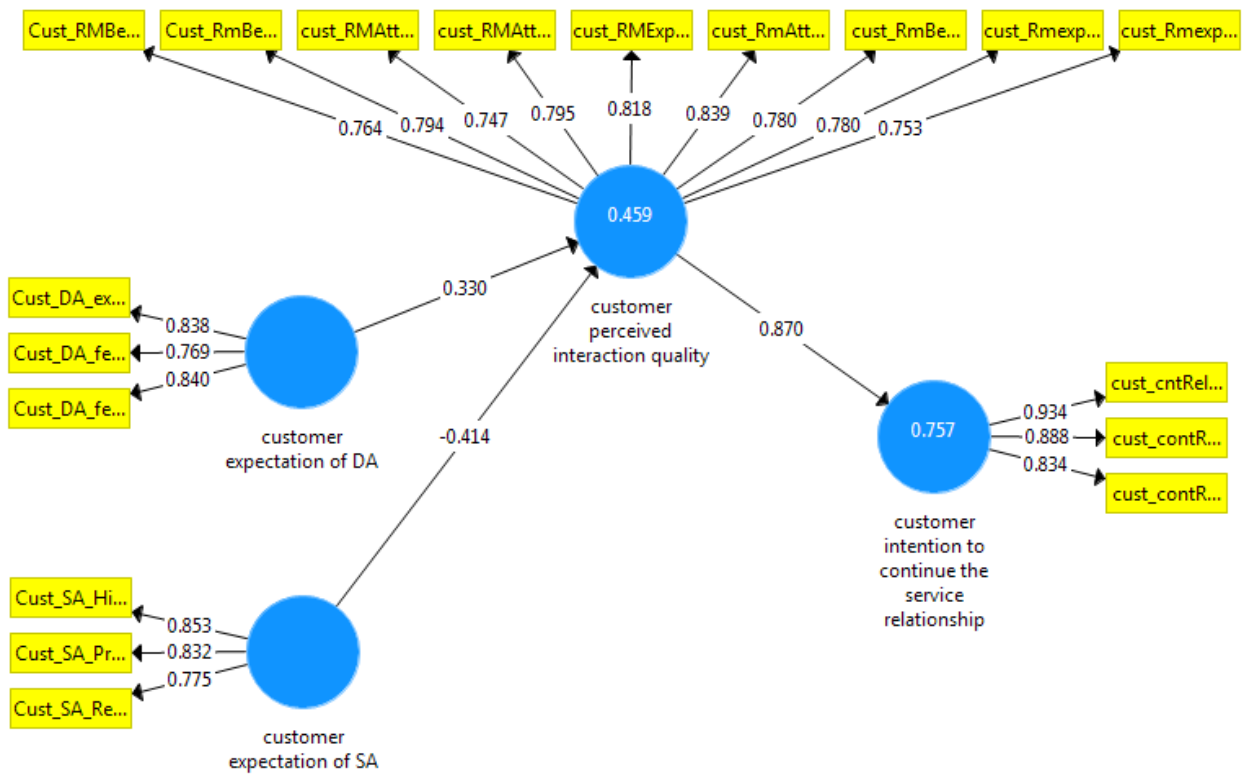 Cust_RMBe...
Cust_RmBe...
cust_RMAtt...
cust_RMAtt...
cust_RMExp...
cust_RmAtt...
cust_RmBe...
cust_Rmexp...
cust_Rmexp...
0.764
0.794
0.747
0.795
0.818
0.839
0.780
0.780
0.753
0.459
customer
perceived
interaction quality
0.330
Cust_DA_ex...
Cust_DA_fe...
Cust_DA_fe...
0.838
0.769
0.840
customer
expectation of DA
-0.414
0.870
0.757
0.934
0.888
0.834
cust_cntRel...
cust_contR...
cust_contR...
customer
intention to
continue the
service
relationship
Cust_SA_Hi...
Cust_SA_Pr...
Cust_SA_Re...
0.853
0.832
0.775
customer
expectation of SA